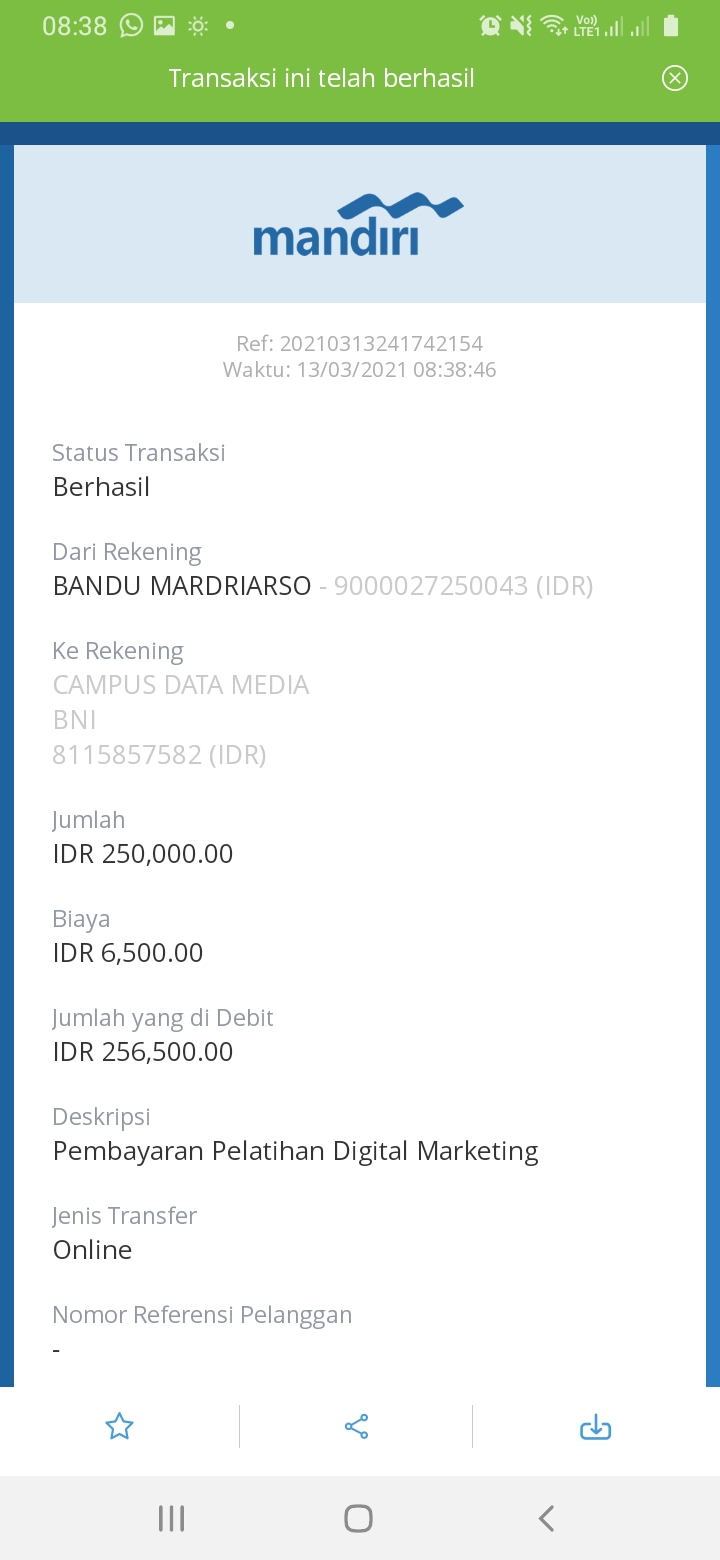 08:38
Vo))
LTE1
Transaksi ini telah berhasil
mandiri
Ref: 20210313241742154
Waktu: 13/03/2021 08:38:46
Status Transaksi
Berhasil
Dari Rekening
BANDU MARDRIARSO - 9000027250043 (IDR)
Ke Rekening
CAMPUS DATA MEDIA
BNI
8115857582 (IDR)
Jumlah
IDR 250,000.00
Biaya
IDR 6,500.00
Jumlah yang di Debit
IDR 256,500.00
Deskripsi
Pembayaran Pelatihan Digital Marketing
Jenis Transfer
Online
Nomor Referensi Pelanggan
-